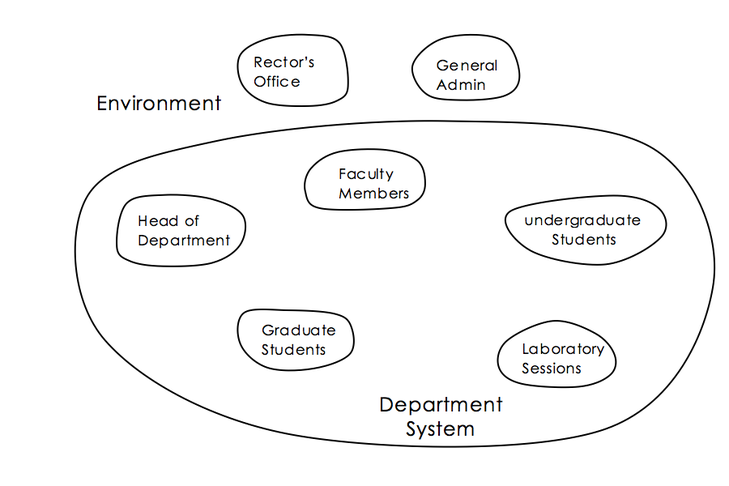 Rector's
Office
General
Admin
Environment
Faculty
Members
Head of
Department
undergraduate
Students
Graduate
Students
Laboratory
Sessions
Department
System